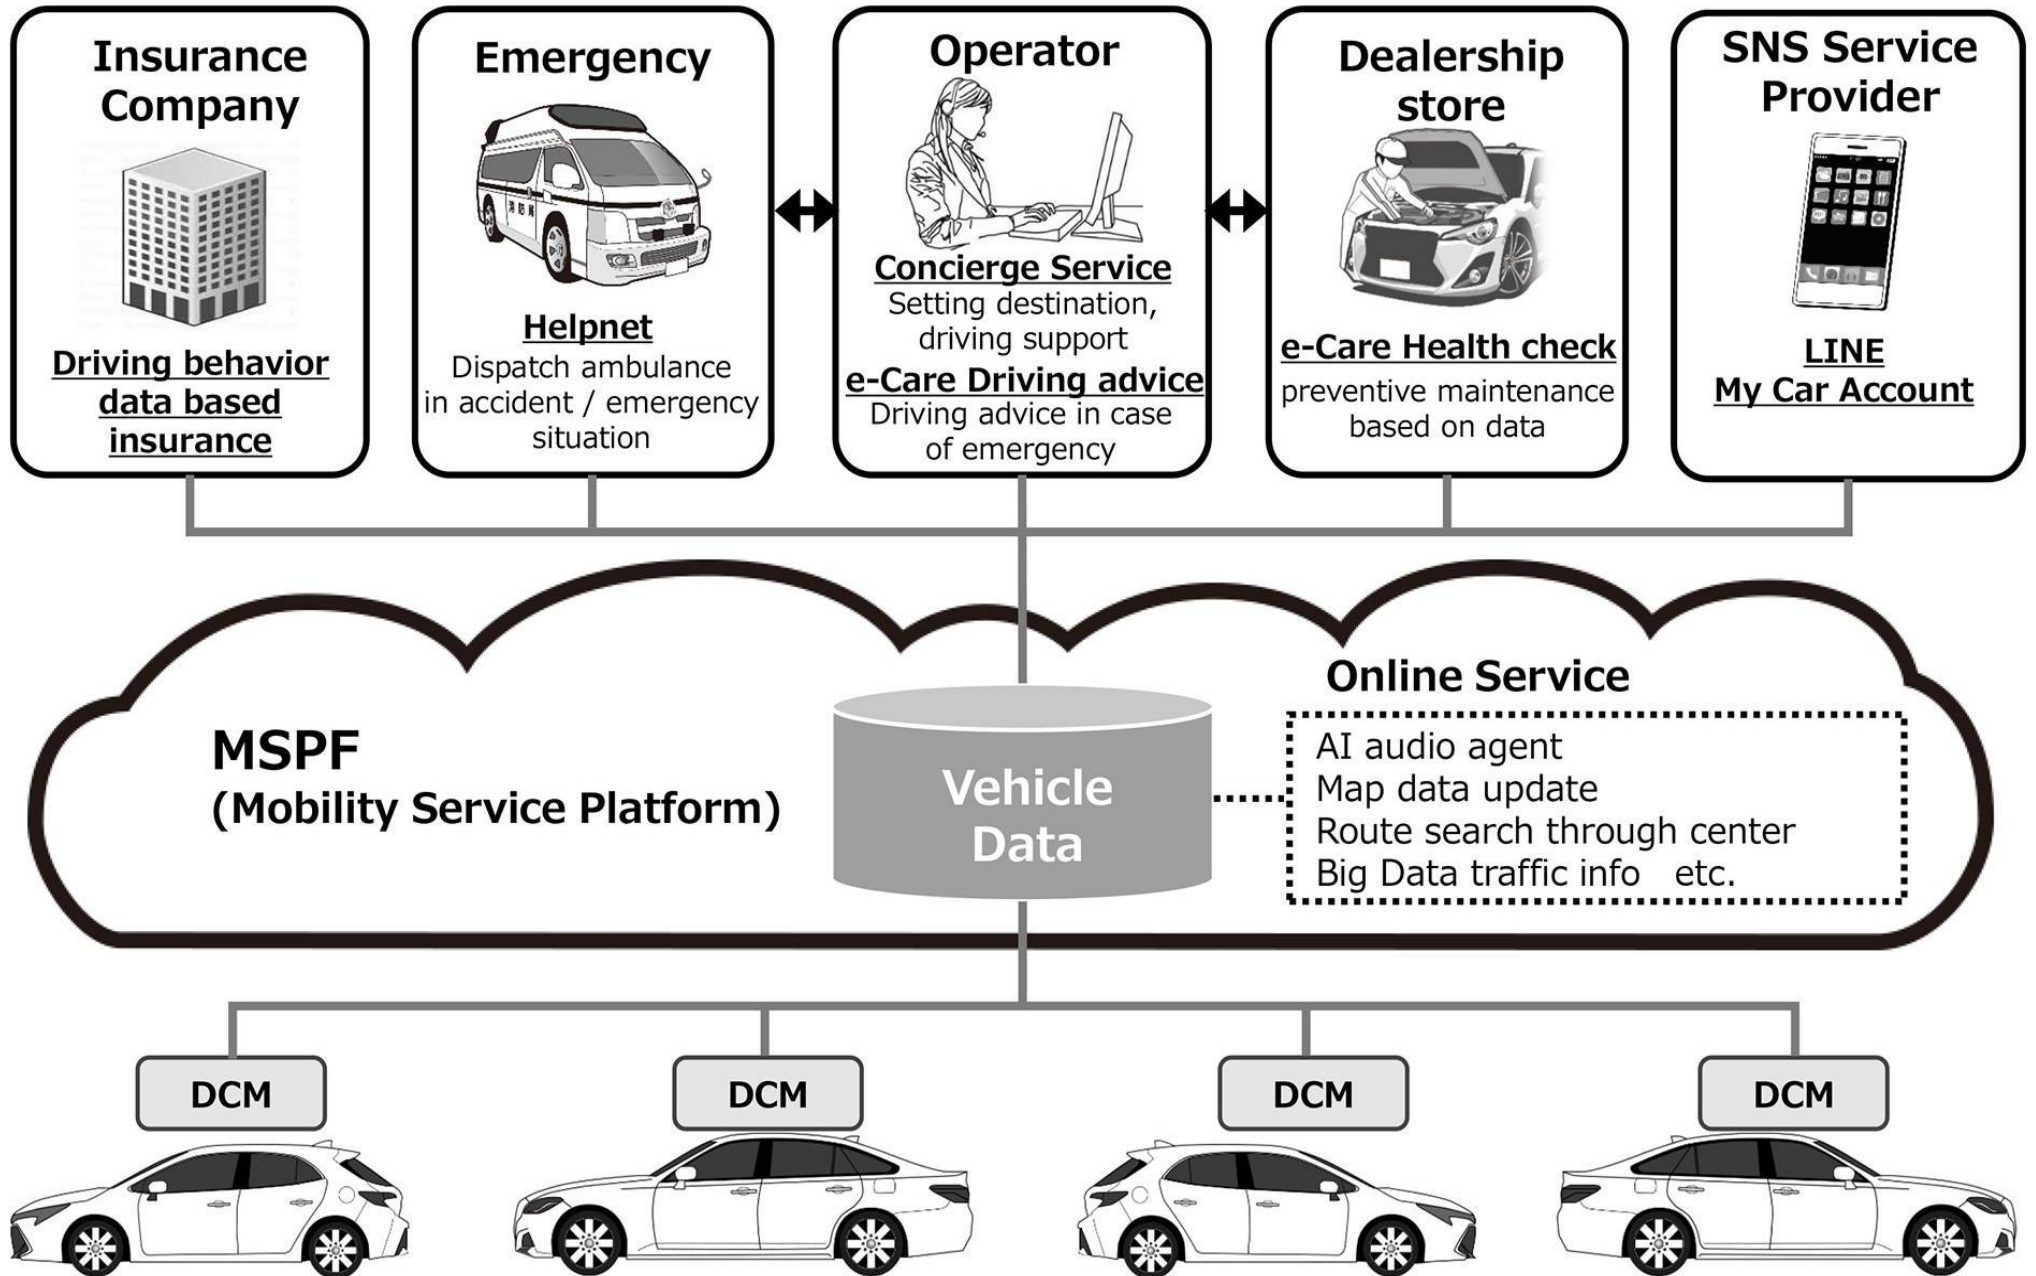 Insurance
Company
Driving behavior
data based
insurance
Emergency
Helpnet
Dispatch ambulance
in accident / emergency
situation
Operator
Concierge Service
Setting destination,
driving support
e-Care Driving advice
Driving advice in case
of emergency
Dealership
store
e-Care Health check
preventive maintenance
based on data
SNS Service
Provider
LINE
My Car Account
MSPF
(Mobility Service Platform)
Vehicle
Data
Online Service
AI audio agent
Map data update
Route search through center
Big Data traffic info etc.
DCM
DCM
DCM
DCM